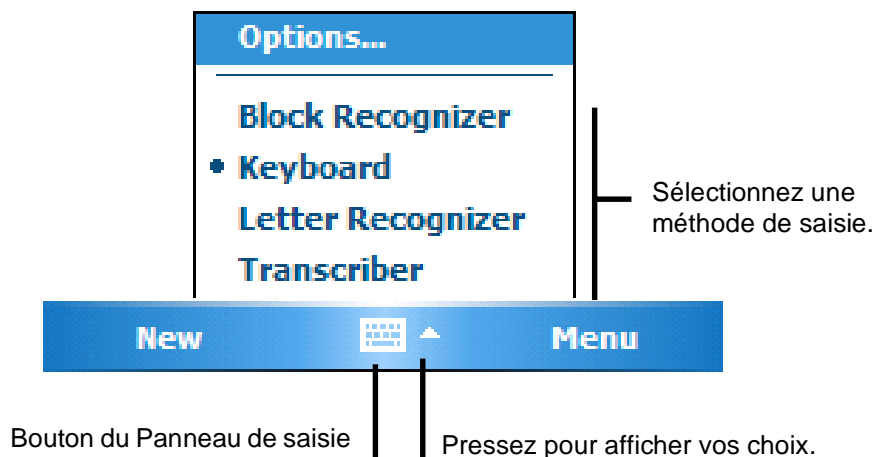 Options...
Block Recognizer
Keyboard
Letter Recognizer
Transcriber
Sélectionnez une
méthode de saisie.
New
Menu
Bouton du Panneau de saisie
Pressez pour afficher vos choix.